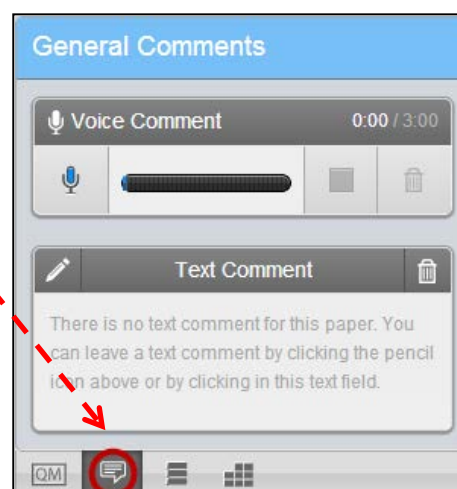 General Comments
Voice Comment 0:00 / 3:00
Text Comment
There is no text comment for this paper. You
can leave a text comment by clicking the pencil
icon above or by clicking in this text field.
QM